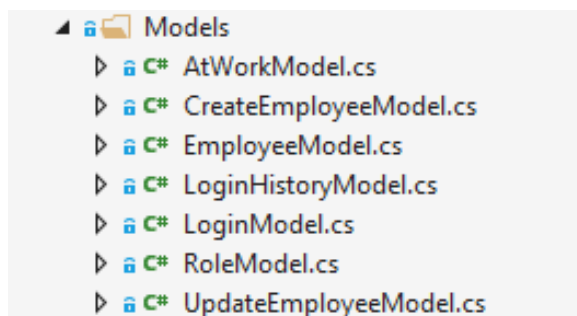 Models
C# AtWorkModel.cs
C# CreateEmployeeModel.cs
C# EmployeeModel.cs
C# LoginHistoryModel.cs
C# LoginModel.cs
C# RoleModel.cs
C# UpdateEmployeeModel.cs